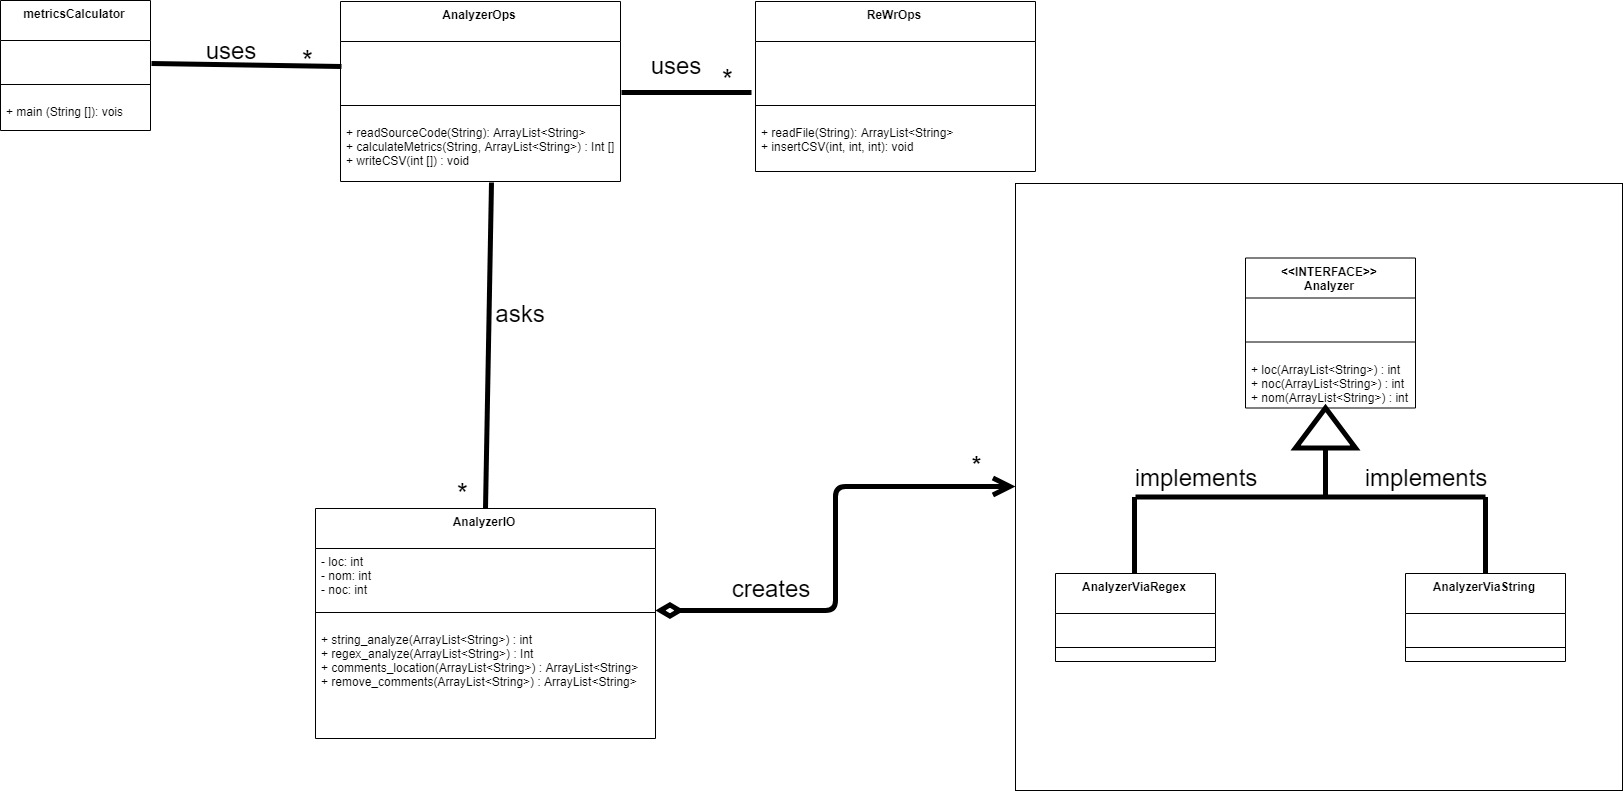 metricsCalculator
+ main (String []): vois
uses
*
AnalyzerOps
+ readSourceCode(String): ArrayList<String>
+ calculateMetrics(String, ArrayList<String>) : Int []
+ writeCSV(int []) : void
uses
*
ReWrOps
+ readFile(String): ArrayList<String>
+ insertCSV(int, int, int): void
asks
*
AnalyzerIO
- loc: int
- nom: int
- noc: int
+ string_analyze(ArrayList<String>) : int
+ regex_analyze(ArrayList<String>) : Int
+ comments_location(ArrayList<String>) : ArrayList<String>
+ remove_comments(ArrayList<String>) : ArrayList<String>
creates
*
<<INTERFACE>>
Analyzer
+ loc(ArrayList<String>) : int
+ noc(ArrayList<String>) : int
+ nom(ArrayList<String>) : int
implements
implements
AnalyzerViaRegex
AnalyzerViaString